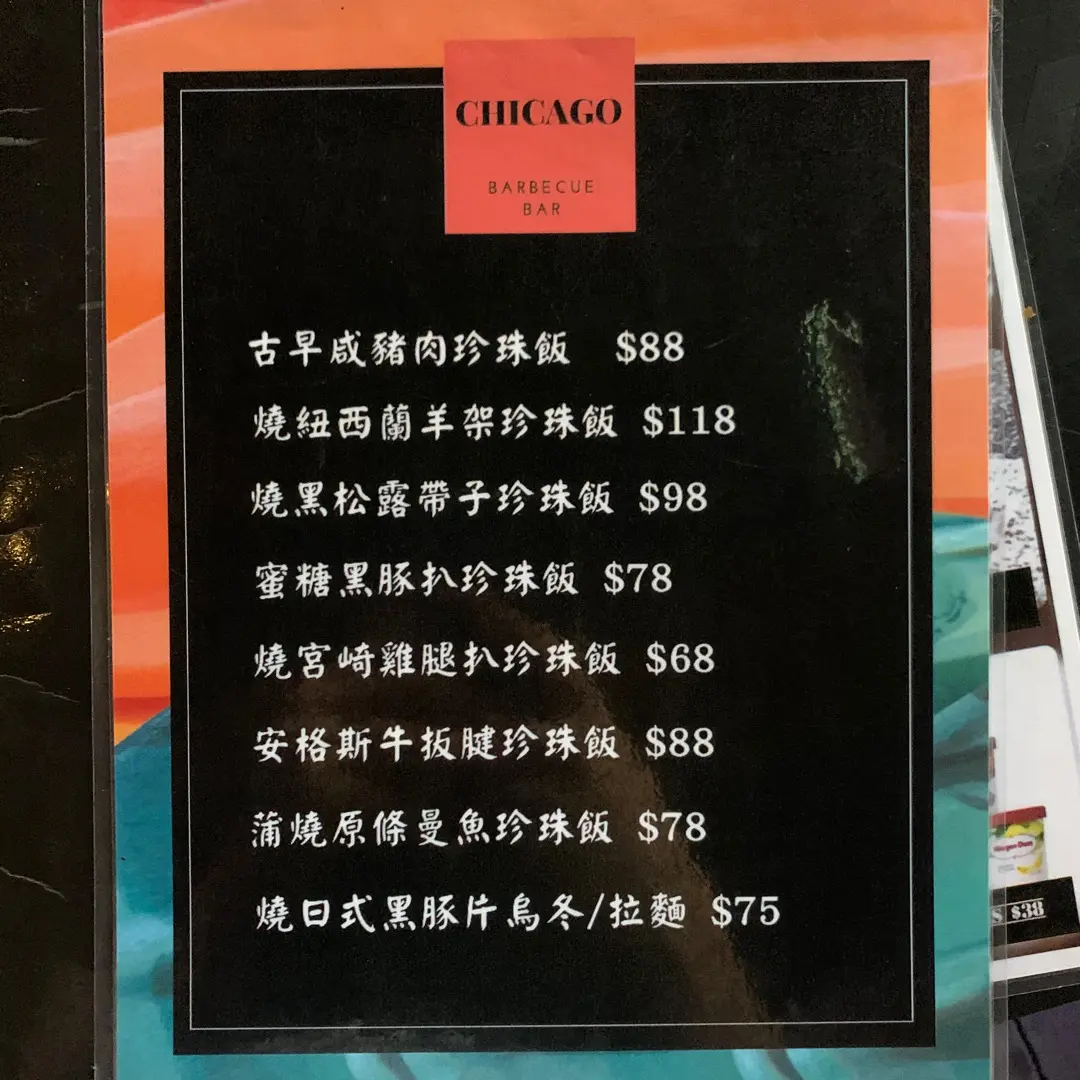 CHICAGO
BARBECUE
BAR
古早咸豬肉珍珠飯 $88
燒紐西蘭羊架珍珠飯 $118
燒黑松露帶子珍珠飯 $98
蜜糖黑豚扒珍珠飯 $78
燒宮崎雞腿扒珍珠飯 $68
安格斯牛扳腱珍珠飯 $88
蒲燒原條曼魚珍珠飯 $78
燒日式黑豚片烏冬/拉麵 $75
Häagen-Dazs
S $38